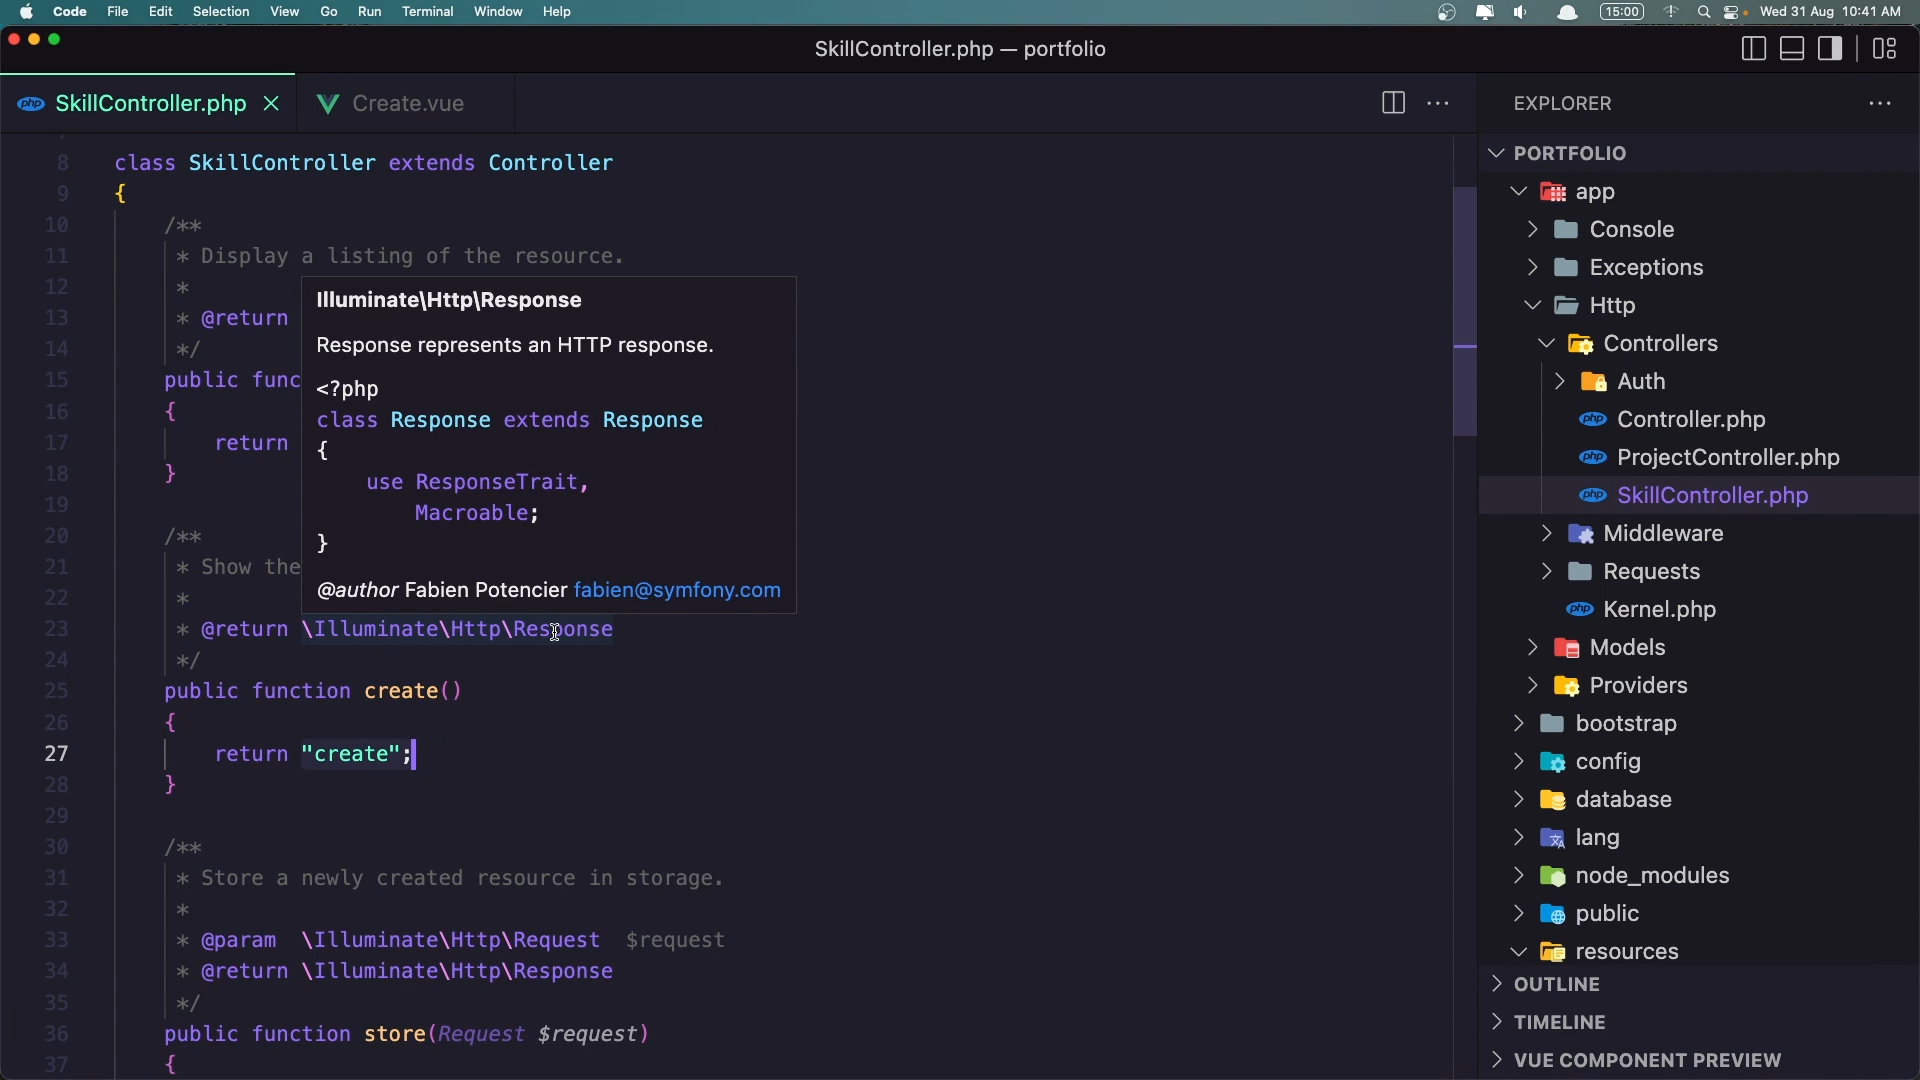 Code File Edit Selection View Go Run Terminal Window Help 15:00 Wed 31 Aug 10:41 AM
SkillController.php — portfolio
php SkillController.php Create.vue
EXPLORER
8 class SkillController extends Controller
9 {
10 /**
11 * Display a listing of the resource.
12 *
13 * @return
14 */
15 public func
16 {
17 return
18 }
19
20 /**
21 * Show the
22 *
23 * @return \Illuminate\Http\Response
24 */
25 public function create()
26 {
27 return "create";
28 }
29
30 /**
31 * Store a newly created resource in storage.
32 *
33 * @param \Illuminate\Http\Request $request
34 * @return \Illuminate\Http\Response
35 */
36 public function store(Request $request)
37 {
Illuminate\Http\Response
Response represents an HTTP response.
<?php
class Response extends Response
{
use ResponseTrait,
Macroable;
}
@author Fabien Potencier fabien@symfony.com
PORTFOLIO
app
Console
Exceptions
Http
Controllers
Auth
php Controller.php
php ProjectController.php
php SkillController.php
Middleware
Requests
php Kernel.php
Models
Providers
bootstrap
config
database
lang
node_modules
public
resources
OUTLINE
TIMELINE
VUE COMPONENT PREVIEW